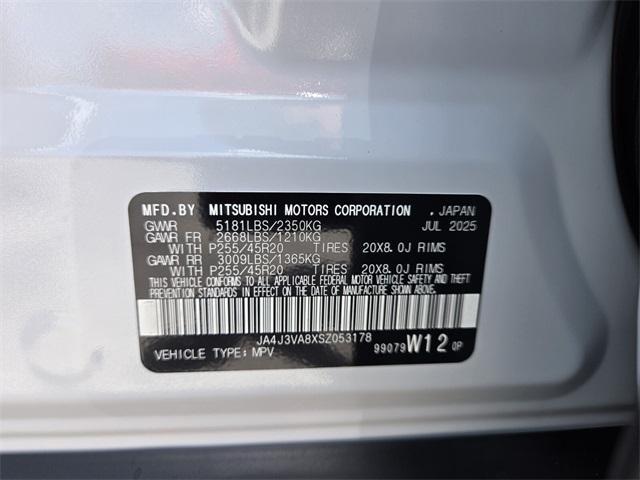 MFD.BY MITSUBISHI MOTORS CORPORATION , JAPAN
GVWR 5181LBS/2350KG JUL 2025
GAWR FR 2668LBS/1210KG
WITH P255/45R20 TIRES 20X8.0J RIMS
GAWR RR 3009LBS/1365KG
WITH P255/45R20 TIRES 20X8.0J RIMS
THIS VEHICLE CONFORMS TO ALL APPLICABLE FEDERAL MOTOR VEHICLE SAFETY AND THEFT
PREVENTION STANDARDS IN EFFECT ON THE DATE OF MANUFACTURE SHOWN ABOVE.
JA4J3VA8XSZ053178
VEHICLE TYPE: MPV 99079 W12 0P